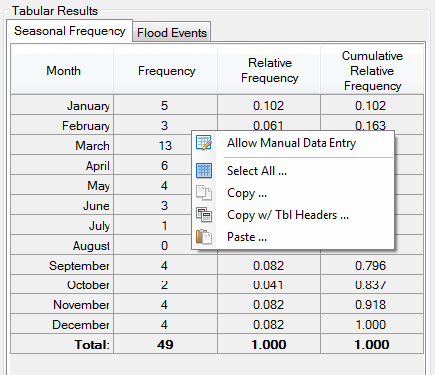 Tabular Results
Seasonal Frequency Flood Events
Month Frequency Relative Frequency Cumulative Relative Frequency
January 5 0.102 0.102
February 3 0.061 0.163
March 13 Allow Manual Data Entry
April 6 Select All ...
May 4 Copy ...
June 3 Copy w/ Tbl Headers ...
July 1 Paste ...
August 0
September 4 0.082 0.796
October 2 0.041 0.837
November 4 0.082 0.918
December 4 0.082 1.000
Total: 49 1.000 1.000